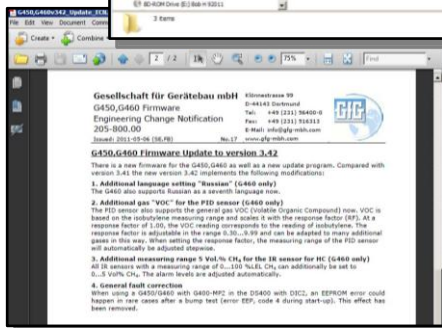 BD-ROM Drive (E:) Bob H 92011
3 items
G450,G460v342_Update_EC
File Edit View Document Comm
Create
Combine
2 / 2
75%
Find
Gesellschaft für Gerätebau mbH
G450,G460 Firmware
Engineering Change Notification
205-800.00
Issued: 2011-05-06 (SE,FB)
No.17
Klönnestrasse 99
D-44143 Dortmund
Tel: +49 (231) 56400-0
Fax: +49 (231) 516313
E-Mail: info@gfg-mbh.com
www.gfg-mbh.com
GfG
G450.G460 Firmware Update to version 3.42
There is a new firmware for the G450,G460 as well as a new update program. Compared with
version 3.41 the new version 3.42 implements the following modifications:
1. Additional language setting "Russian" (G460 only)
The G460 also supports Russian as a seventh language now.
2. Additional gas "VOC" for the PID sensor (G460 only)
The PID sensor also supports the general gas VOC (Volatile Organic Compound) now. VOC is
based on the isobutylene measuring range and scales it with the response factor (RF). At a
response factor of 1.00, the VOC reading corresponds to the reading of isobutylene. The
response factor is adjustable in the range 0.30...9.99 and can be adapted to many additional
gases in this way. When setting the response factor, the measuring range of the PID sensor
will automatically be adjusted stepwise.
3. Additional measuring range 5 Vol.% CH₄ for the IR sensor for HC (G460 only)
All IR sensors with a measuring range of 0...100 %LEL CH₄ can additionally be set to
0...5 Vol% CH₄. The alarm levels are adjusted automatically.
4. General fault correction
When using a G450/G460 with G400-MP2 in the DS400 with DIC2, an EEPROM error could
happen in rare cases after a bump test (error EEP, code 4 during start-up). This effect has
been removed.